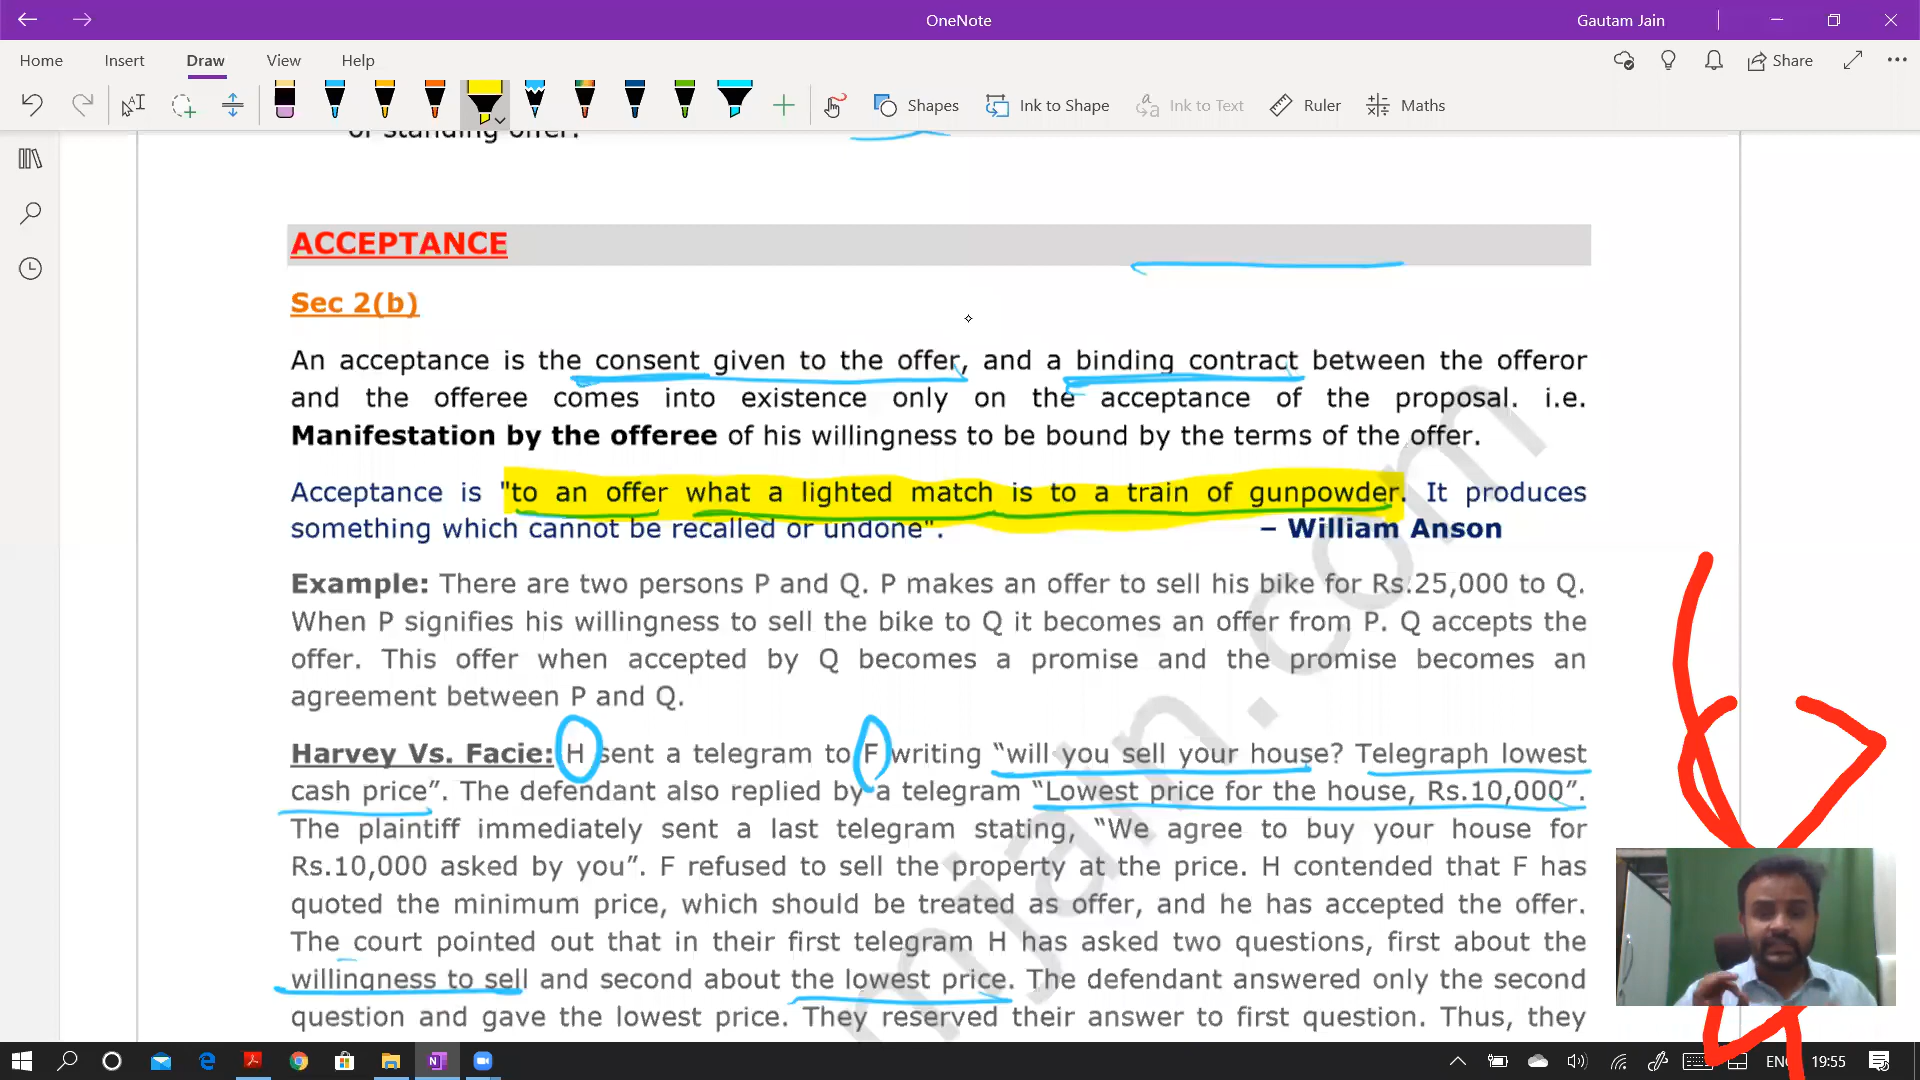 OneNote
Gautam Jain
Home Insert Draw View Help
Share
Shapes Ink to Shape Ink to Text Ruler Maths
or standing offer.
ACCEPTANCE
Sec 2(b)
An acceptance is the consent given to the offer, and a binding contract between the offeror
and the offeree comes into existence only on the acceptance of the proposal. i.e.
Manifestation by the offeree of his willingness to be bound by the terms of the offer.
Acceptance is "to an offer what a lighted match is to a train of gunpowder. It produces
something which cannot be recalled or undone".
– William Anson
Example: There are two persons P and Q. P makes an offer to sell his bike for Rs.25,000 to Q.
When P signifies his willingness to sell the bike to Q it becomes an offer from P. Q accepts the
offer. This offer when accepted by Q becomes a promise and the promise becomes an
agreement between P and Q.
Harvey Vs. Facie: H sent a telegram to F writing “will you sell your house? Telegraph lowest
cash price”. The defendant also replied by a telegram “Lowest price for the house, Rs.10,000”.
The plaintiff immediately sent a last telegram stating, “We agree to buy your house for
Rs.10,000 asked by you”. F refused to sell the property at the price. H contended that F has
quoted the minimum price, which should be treated as offer, and he has accepted the offer.
The court pointed out that in their first telegram H has asked two questions, first about the
willingness to sell and second about the lowest price. The defendant answered only the second
question and gave the lowest price. They reserved their answer to first question. Thus, they
mjain.com
19:55